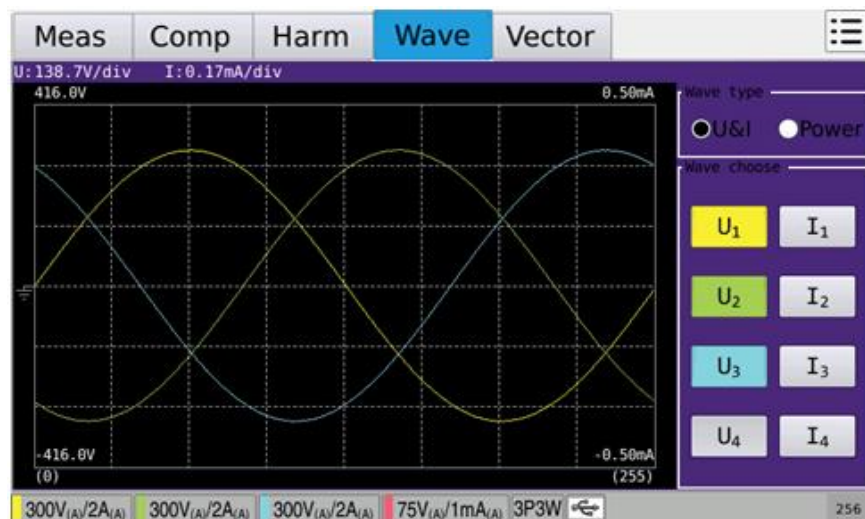 Meas Comp Harm Wave Vector
U:138.7V/div I:0.17mA/div
416.0V 0.50mA
-416.0V -0.50mA
(0) (255)
Wave type
U&I Power
Wave choose
U₁ I₁
U₂ I₂
U₃ I₃
U₄ I₄
300V(A)/2A(A) 300V(A)/2A(A) 300V(A)/2A(A) 75V(A)/1mA(A) 3P3W 256